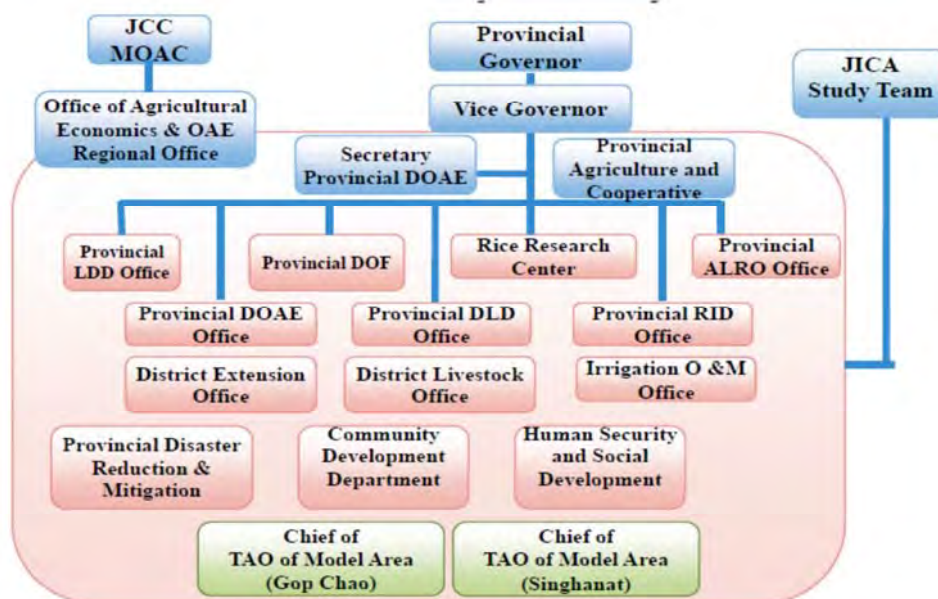 JCC
MOAC
Provincial
Governor
JICA
Study Team
Office of Agricultural
Economics & OAE
Regional Office
Vice Governor
Secretary
Provincial DOAE
Provincial
Agriculture and
Cooperative
Provincial
LDD Office
Provincial DOF
Rice Research
Center
Provincial
ALRO Office
Provincial DOAE
Office
Provincial DLD
Office
Provincial RID
Office
District Extension
Office
District Livestock
Office
Irrigation O &M
Office
Provincial Disaster
Reduction &
Mitigation
Community
Development
Department
Human Security
and Social
Development
Chief of
TAO of Model Area
(Gop Chao)
Chief of
TAO of Model Area
(Singhanat)